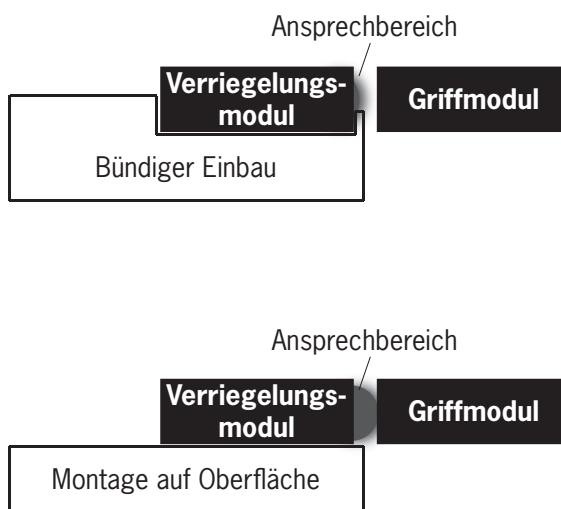 Ansprechbereich
Verriegelungs-
modul
Griffmodul
Bündiger Einbau
Ansprechbereich
Verriegelungs-
modul
Griffmodul
Montage auf Oberfläche